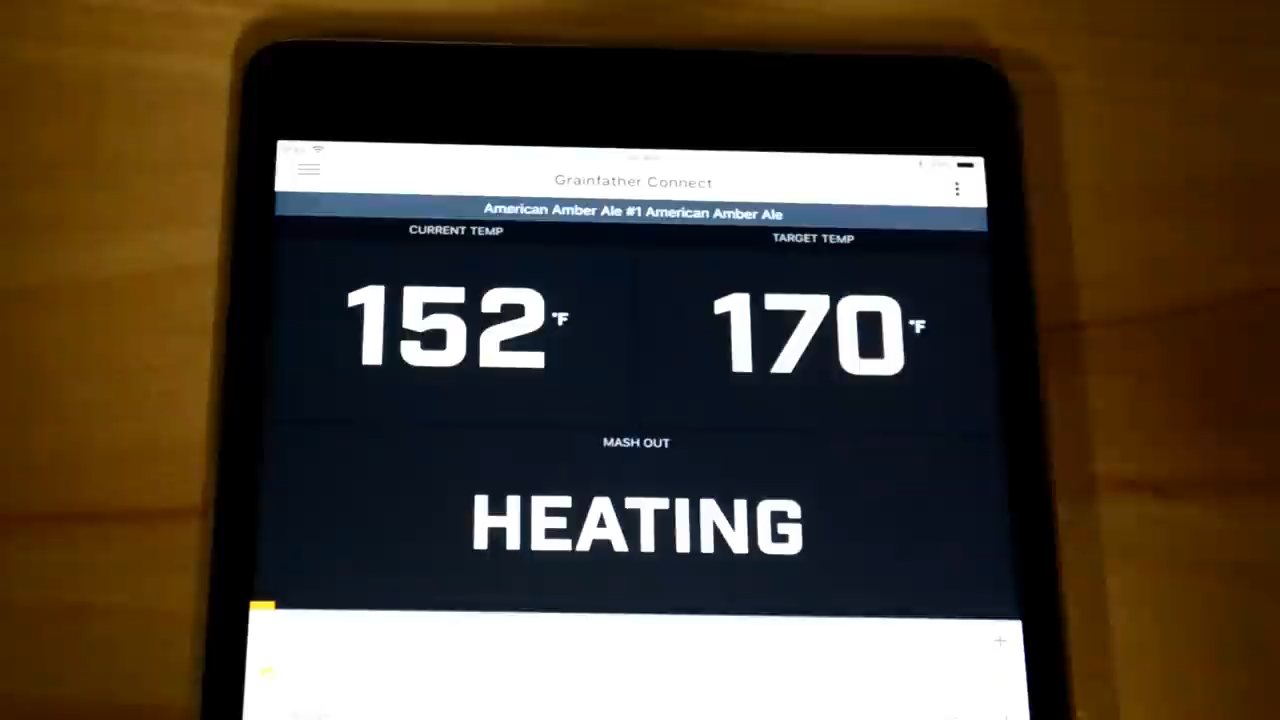 Grainfather Connect
American Amber Ale #1 American Amber Ale
CURRENT TEMP
TARGET TEMP
152°F
170°F
MASH OUT
HEATING